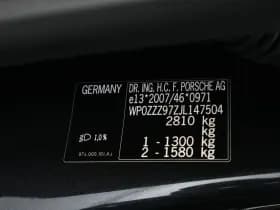 GERMANY
DR. ING. H.C. F. PORSCHE AG
e13*2007/46*0971
WP0ZZZ97ZJL147504
2810 kg
kg
1 - 1300 kg
2 - 1580 kg
1,0%